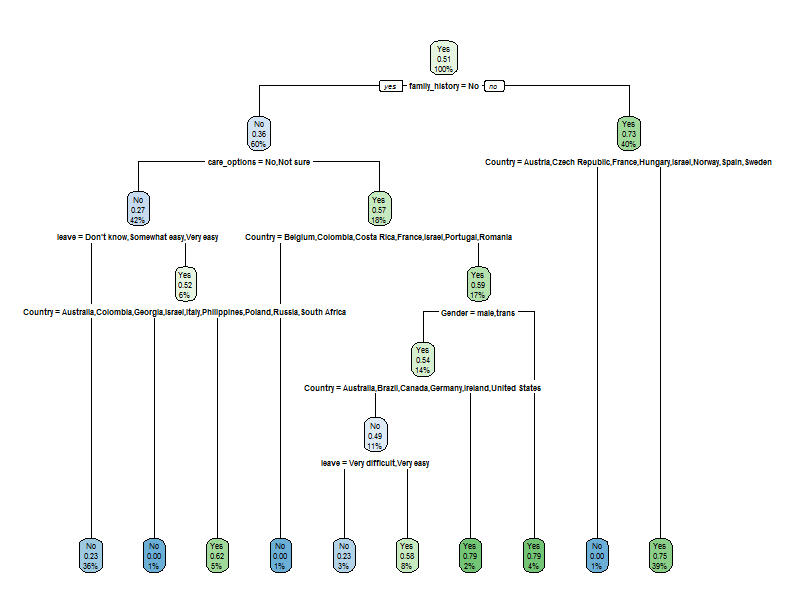 Yes
0.51
100%
yes
family_history = No
no
No
0.36
60%
Yes
0.73
40%
care_options = No,Not sure
Country = Austria,Czech Republic,France,Hungary,Israel,Norway,Spain,Sweden
No
0.27
42%
Yes
0.57
18%
leave = Don't know,Somewhat easy,Very easy
Country = Belgium,Colombia,Costa Rica,France,Israel,Portugal,Romania
Yes
0.52
6%
Yes
0.59
17%
Country = Australia,Colombia,Georgia,Israel,Italy,Philippines,Poland,Russia,South Africa
Gender = male,trans
Yes
0.54
14%
Country = Australia,Brazil,Canada,Germany,Ireland,United States
No
0.49
11%
leave = Very difficult,Very easy
No
0.23
36%
No
0.00
1%
Yes
0.62
5%
No
0.00
1%
No
0.23
3%
Yes
0.58
8%
Yes
0.79
2%
Yes
0.79
4%
No
0.00
1%
Yes
0.75
39%